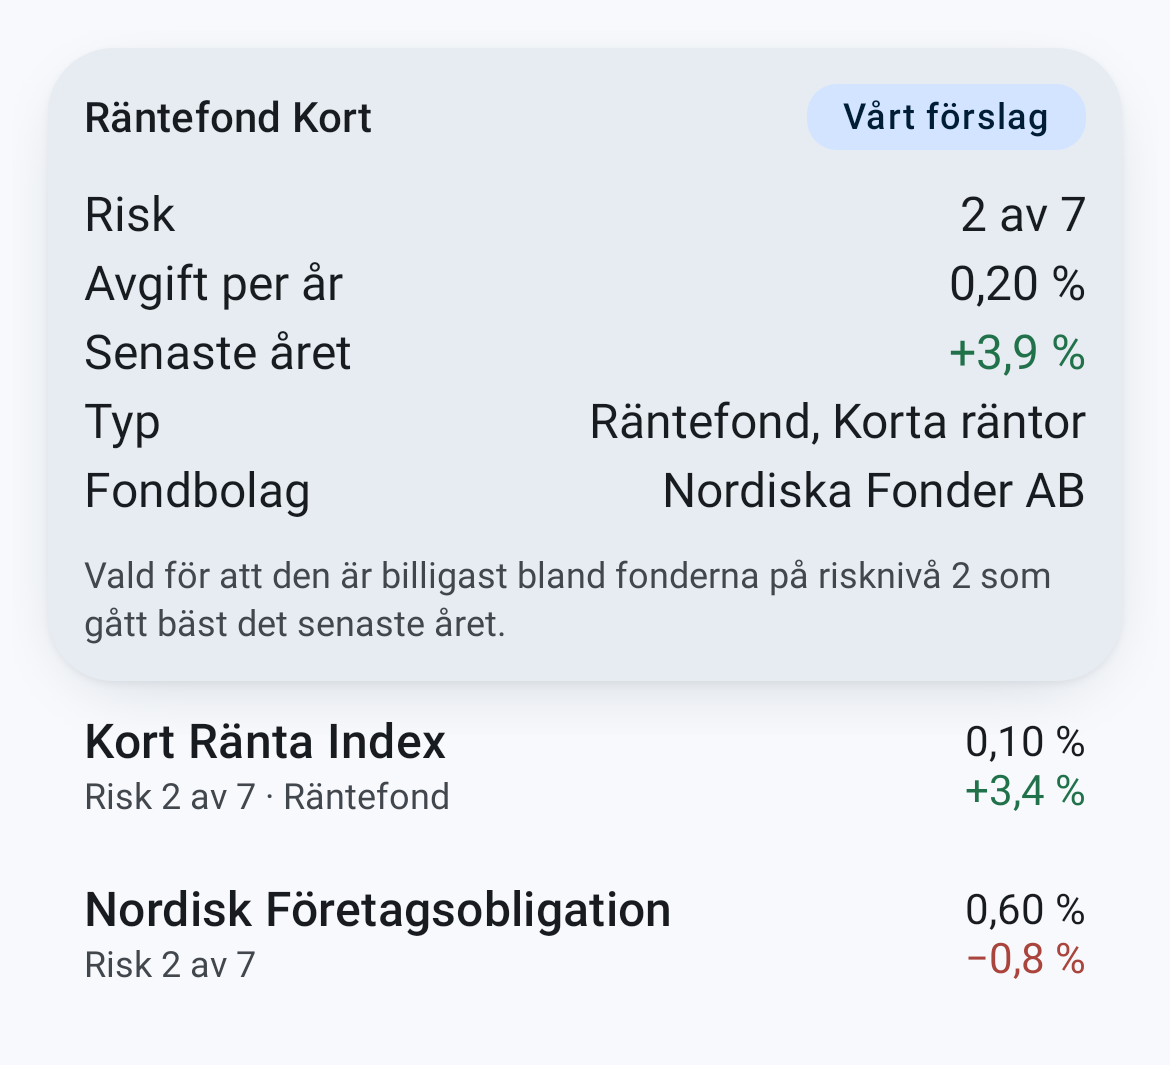 Räntefond Kort
Vårt förslag
Risk 2 av 7
Avgift per år 0,20 %
Senaste året +3,9 %
Typ Räntefond, Korta räntor
Fondbolag Nordiska Fonder AB
Vald för att den är billigast bland fonderna på risknivå 2 som
gått bäst det senaste året.
Kort Ränta Index 0,10 %
Risk 2 av 7 · Räntefond +3,4 %
Nordisk Företagsobligation 0,60 %
Risk 2 av 7 −0,8 %